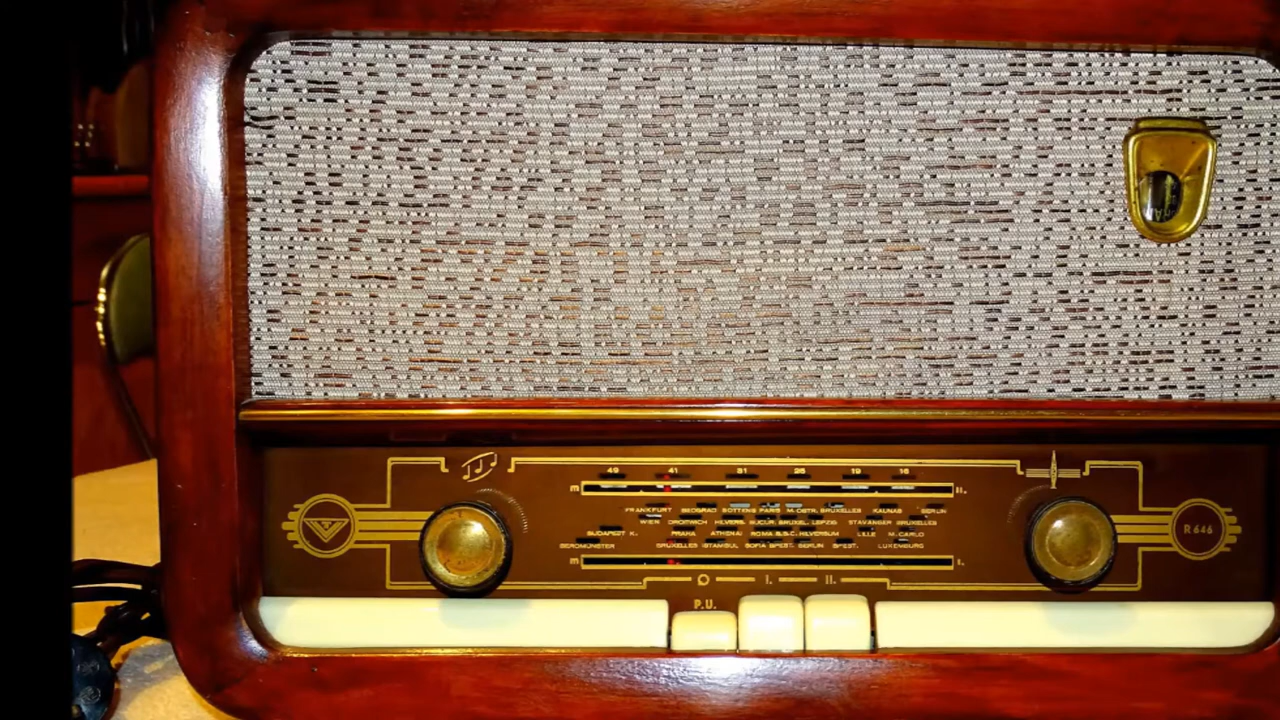 49 41 31 25 19 16
m II.
FRANKFURT BEOGRAD SOTTENS PARIS M.OSTR. BRUXELLES KALNAS BERLIN
WIEN DROITWICH HILVERS. BUCUR. BRUXEL. LEIPZIG STAVANGER BRUXELLES
BUDAPEST K. PRAHA ATHENAI ROMA B.B.C. HILVERSUM LILLE M.CARLO
BEROMÜNSTER BRUXELLES ISTAMBUL SOFIA BPEST. BERLIN BPEST. LUXEMBURG
m I.
R 646
I. II.
P.U.